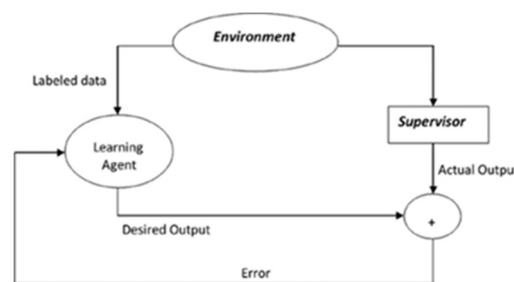 Environment
Labeled data
Supervisor
Learning
Agent
Actual Outpu
+
Desired Output
Error